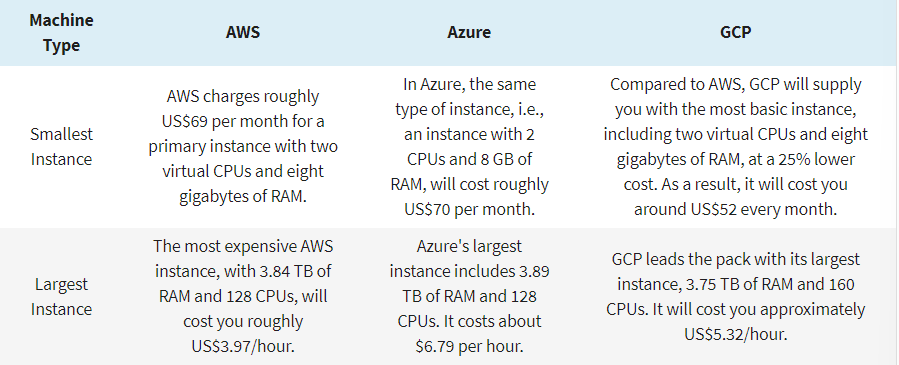 Machine
Type
AWS
Azure
GCP
Smallest
Instance
AWS charges roughly
US$69 per month for a
primary instance with two
virtual CPUs and eight
gigabytes of RAM.
In Azure, the same
type of instance, i.e.,
an instance with 2
CPUs and 8 GB of
RAM, will cost roughly
US$70 per month.
Compared to AWS, GCP will supply
you with the most basic instance,
including two virtual CPUs and eight
gigabytes of RAM, at a 25% lower
cost. As a result, it will cost you
around US$52 every month.
Largest
Instance
The most expensive AWS
instance, with 3.84 TB of
RAM and 128 CPUs, will
cost you roughly
US$3.97/hour.
Azure's largest
instance includes 3.89
TB of RAM and 128
CPUs. It costs about
$6.79 per hour.
GCP leads the pack with its largest
instance, 3.75 TB of RAM and 160
CPUs. It will cost you approximately
US$5.32/hour.